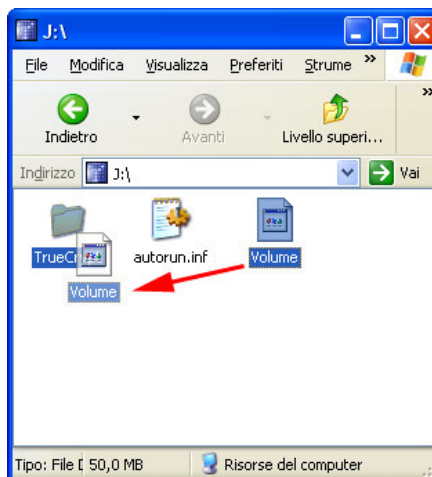 J:\
File Modifica Visualizza Preferiti Strume »
Indietro Avanti Livello superi... »
Indirizzo J:\ Vai
autorun.inf Volume
Volume
Tipo: File 50,0 MB Risorse del computer